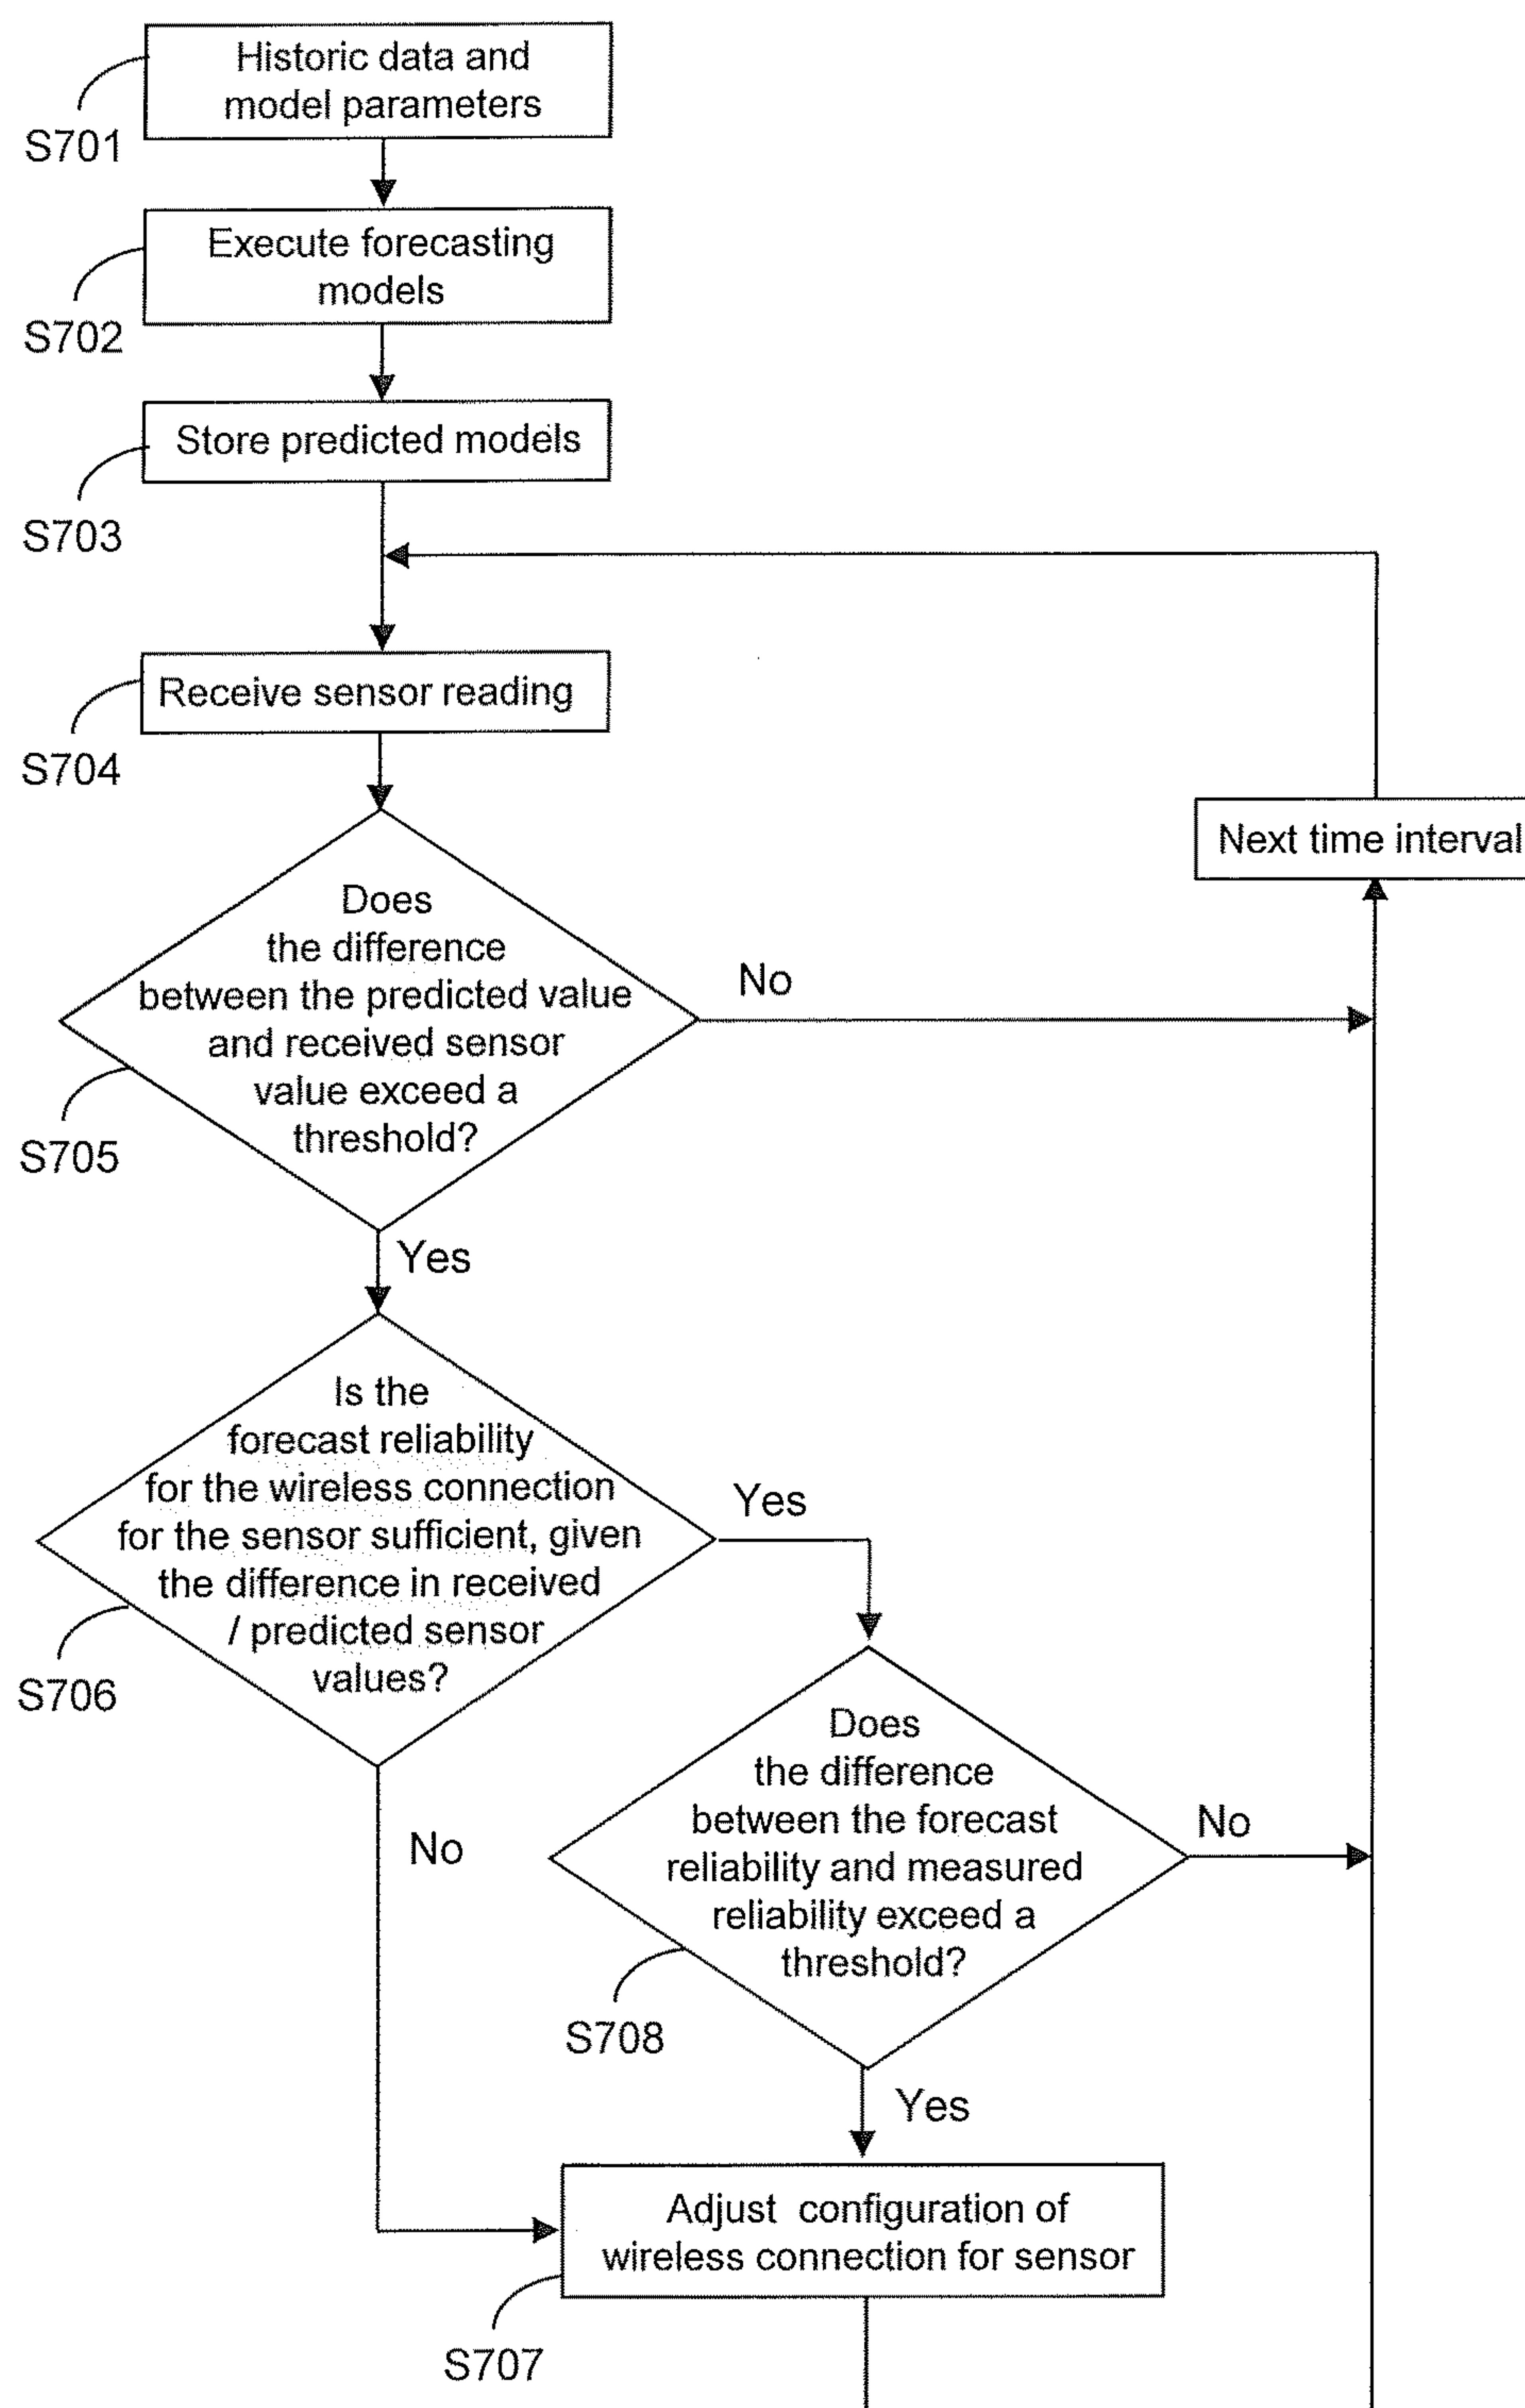 Historic data and
model parameters
S701
Execute forecasting
models
S702
Store predicted models
S703
Receive sensor reading
S704
Next time interval
Does
the difference
between the predicted value
and received sensor
value exceed a
threshold?
No
S705
Yes
Is the
forecast reliability
for the wireless connection
for the sensor sufficient, given
the difference in received
/ predicted sensor
values?
Yes
S706
Does
the difference
between the forecast
reliability and measured
reliability exceed a
threshold?
No
No
S708
Yes
Adjust configuration of
wireless connection for sensor
S707